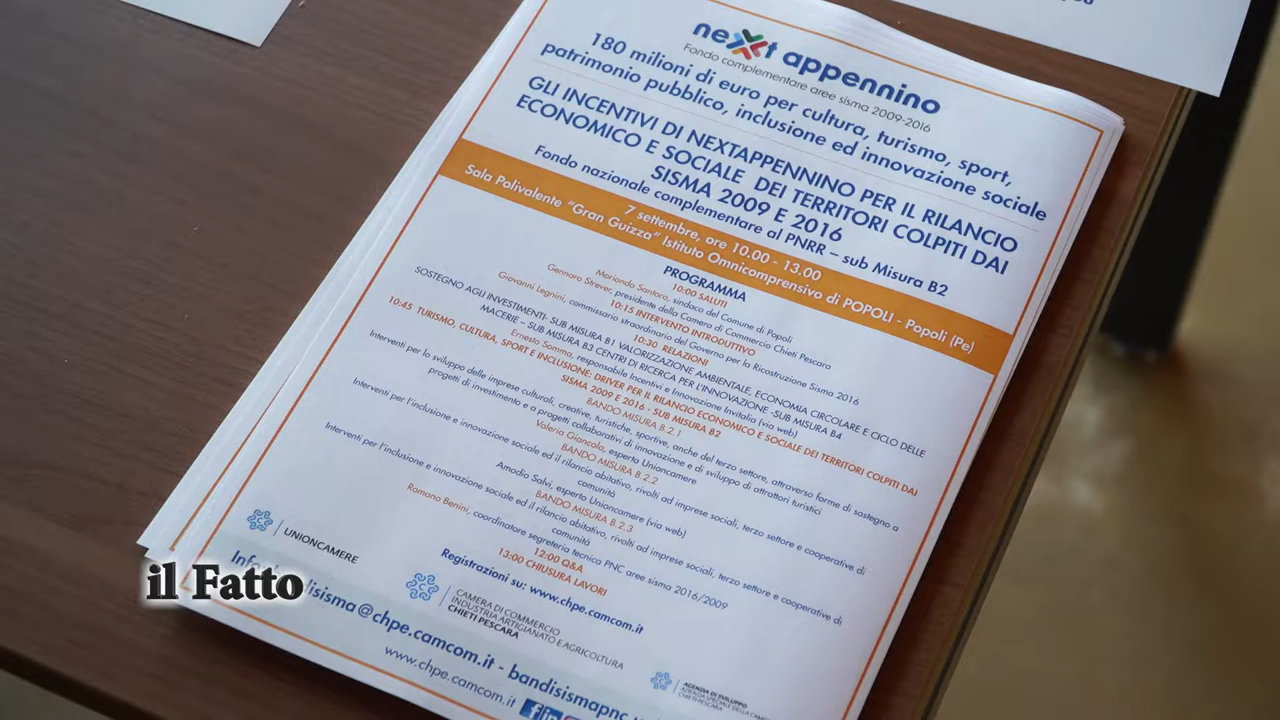 next appennino
Fondo complementare aree sisma 2009-2016
180 milioni di euro per cultura, turismo, sport,
patrimonio pubblico, inclusione ed innovazione sociale
GLI INCENTIVI DI NEXTAPPENNINO PER IL RILANCIO
ECONOMICO E SOCIALE DEI TERRITORI COLPITI DAI
SISMA 2009 E 2016
Fondo nazionale complementare al PNRR – sub Misura B2
7 settembre, ore 10.00 - 13.00
Sala Polivalente "Gran Guizza" Istituto Omnicomprensivo di POPOLI - Popoli (Pe)
PROGRAMMA
10:00 SALUTI
Moriondo Santoro, sindaco del Comune di Popoli
Gennaro Strever, presidente della Camera di Commercio Chieti Pescara
10:15 INTERVENTO INTRODUTTIVO
Giovanni Legnini, commissario straordinario del Governo per la Ricostruzione Sisma 2016
10:30 RELAZIONI
SOSTEGNO AGLI INVESTIMENTI- SUB MISURA B1 VALORIZZAZIONE AMBIENTALE, ECONOMIA CIRCOLARE E CICLO DELLE
MACERIE – SUB MISURA B3 CENTRI DI RICERCA PER L'INNOVAZIONE -SUB MISURA B4
Ernesto Somma, responsabile Incentivi e Innovazione Invitalia (via web)
10:45 TURISMO, CULTURA, SPORT E INCLUSIONE: DRIVER PER IL RILANCIO ECONOMICO E SOCIALE DEI TERRITORI COLPITI DAI
SISMA 2009 E 2016 - SUB MISURA B2
BANDO MISURA B.2.1
Interventi per lo sviluppo delle imprese culturali, creative, turistiche, sportive, anche del terzo settore, attraverso forme di sostegno a
progetti di investimento e a progetti collaborativi di innovazione e di sviluppo di attrattori turistici
Valeria Giancola, esperta Unioncamere
BANDO MISURA B.2.2
Interventi per l'inclusione e innovazione sociale ed il rilancio abitativo, rivolti ad imprese sociali, terzo settore e cooperative di
comunità
Amodio Salvi, esperto Unioncamere (via web)
BANDO MISURA B.2.3
Interventi per l'inclusione e innovazione sociale ed il rilancio abitativo, rivolti ad imprese sociali, terzo settore e cooperative di
comunità
Romano Benini, coordinatore segreteria tecnica PNC aree sisma 2016/2009
12:00 Q&A
13:00 CHIUSURA LAVORI
Registrazioni su: www.chpe.camcom.it
UNIONCAMERE
CAMERA DI COMMERCIO
INDUSTRIA ARTIGIANATO E AGRICOLTURA
CHIETI PESCARA
AGENZIA DI SVILUPPO
AZIENDA SPECIALE DELLA
CHIETI PESCARA
@chpe.camcom.it - bandisismapnc
www.chpe.camcom.it
il Fatto